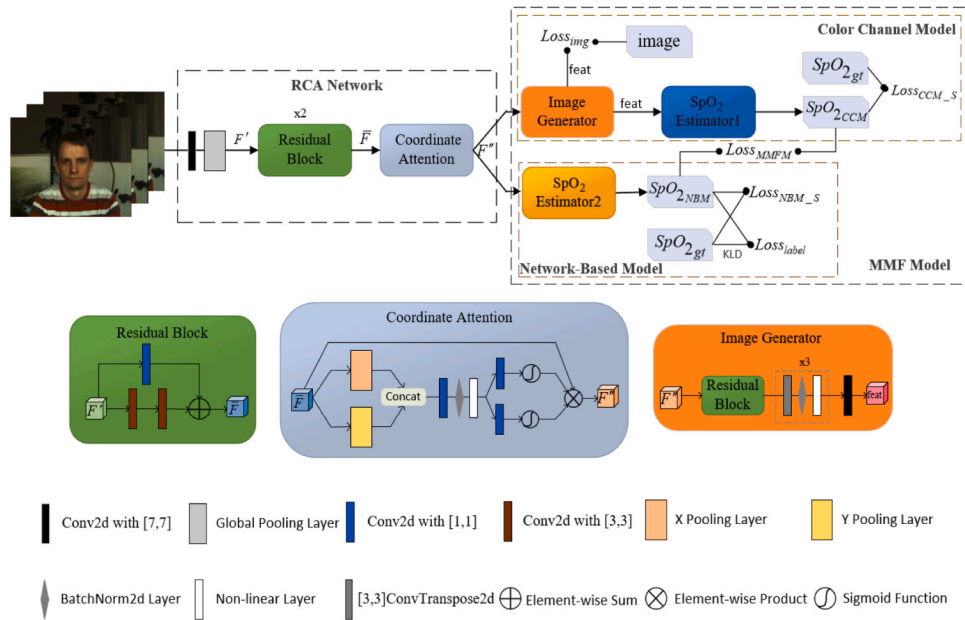 Color Channel Model
Loss_img
image
feat
SpO_2gt
RCA Network
x2
F'
Residual
Block
F̅
Coordinate
Attention
F''
Image
Generator
feat
SpO₂
Estimator1
SpO_2CCM
Loss_CCM_S
Loss_MMFM
SpO₂
Estimator2
SpO_2NBM
Loss_NBM_S
SpO_2gt
KLD
Loss_label
Network-Based Model
MMF Model
Residual Block
F'
F̅
Coordinate Attention
F̅
Concat
F''
Image Generator
x3
F''
Residual
Block
feat
Conv2d with [7,7]
Global Pooling Layer
Conv2d with [1,1]
Conv2d with [3,3]
X Pooling Layer
Y Pooling Layer
BatchNorm2d Layer
Non-linear Layer
[3,3]ConvTranspose2d
Element-wise Sum
Element-wise Product
Sigmoid Function